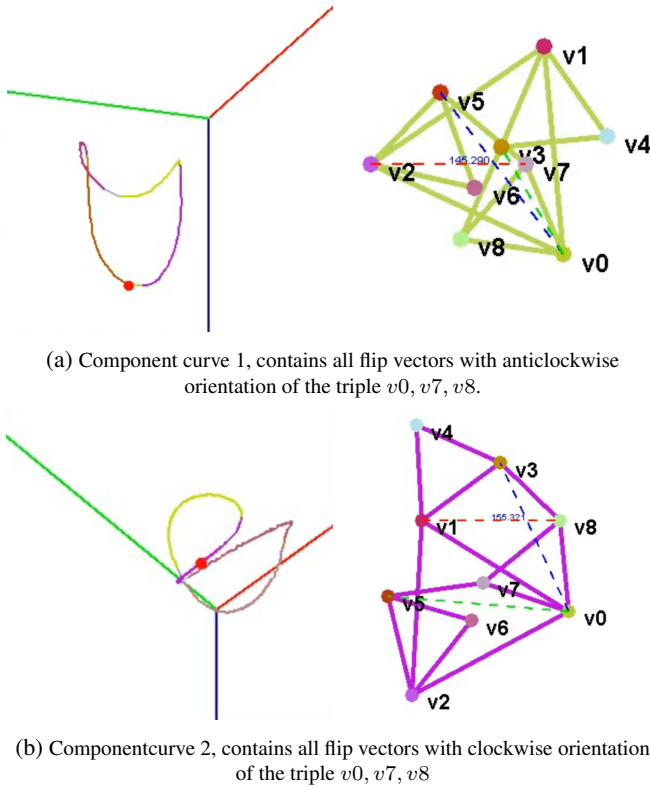 v1
v5
v4
v3
145.290
v7
v2
v6
v8
v0
(a) Component curve 1, contains all flip vectors with anticlockwise
orientation of the triple v0, v7, v8.
v4
v3
155.321
v1
v8
v7
v5
v0
v6
v2
(b) Componentcurve 2, contains all flip vectors with clockwise orientation
of the triple v0, v7, v8